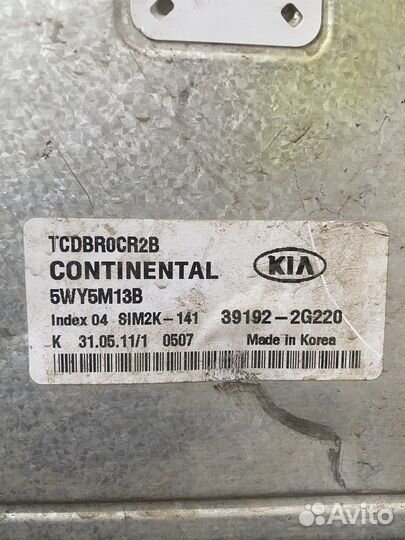 TCDBR0CR2B
CONTINENTAL KIA
5WY5M13B
Index 04 SIM2K-141 39192-2G220
K 31.05.11/1 0507 Made in Korea
Avito